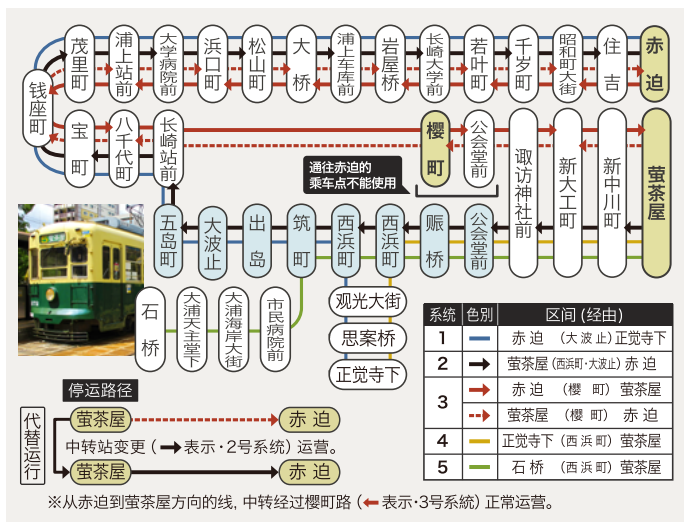 茂里町
浦上站前
大学病院前
浜口町
松山町
大桥
浦上车库前
岩屋桥
长崎大学前
若叶町
千岁町
昭和町大街
住吉
赤迫
钱座町
宝町
八千代町
长崎站前
樱町
公会堂前
诹访神社前
新大工町
新中川町
萤茶屋
通往赤迫的
乘车点不能使用
五岛町
大波止
出岛
筑町
西浜町
西浜町
赈桥
公会堂前
石桥
大浦天主堂下
大浦海岸大街
市民病院前
观光大街
思案桥
正觉寺下
系统 色别 区间 (经由)
1 赤迫 (大波止) 正觉寺下
2 萤茶屋 (西浜町·大波止) 赤迫
3 赤迫 (樱町) 萤茶屋
萤茶屋 (樱町) 赤迫
4 正觉寺下 (西浜町) 萤茶屋
5 石桥 (西浜町) 萤茶屋
停运路径
代替运行
萤茶屋 赤迫
中转站变更 ( 表示·2号系统) 运营。
萤茶屋 赤迫
※从赤迫到萤茶屋方向的线, 中转经过樱町路 ( 表示·3号系统) 正常运营。